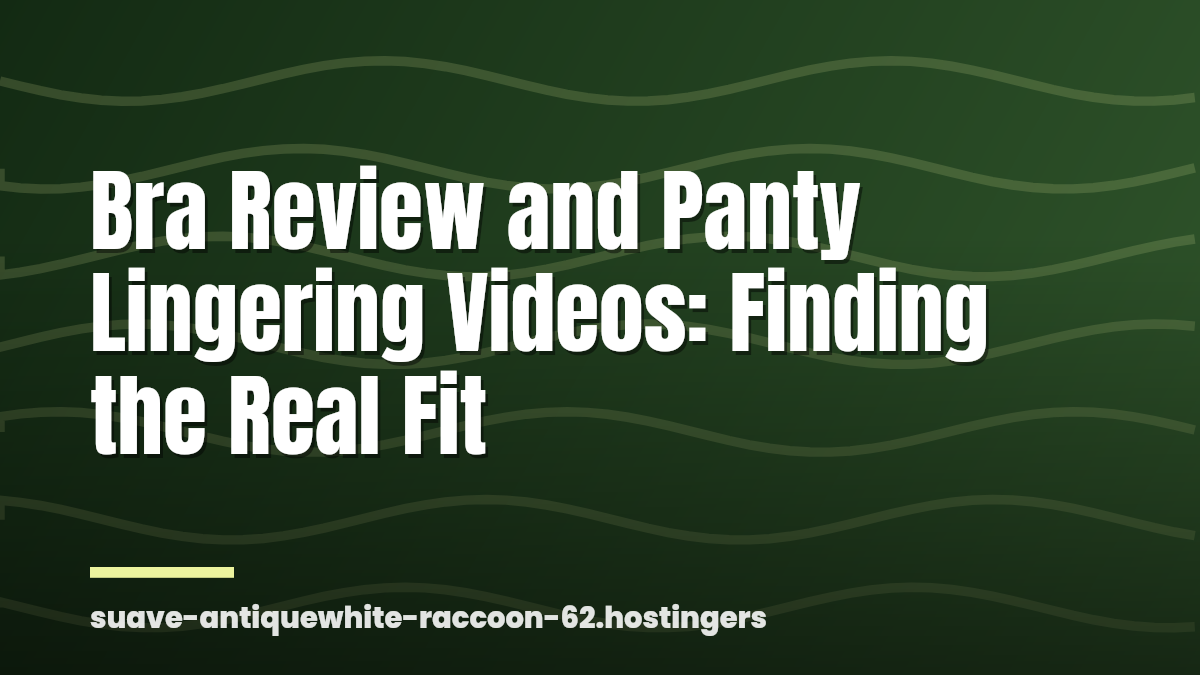 Bra Review and Panty
Lingering Videos: Finding
the Real Fit
suave-antiquewhite-raccoon-62.hostingers